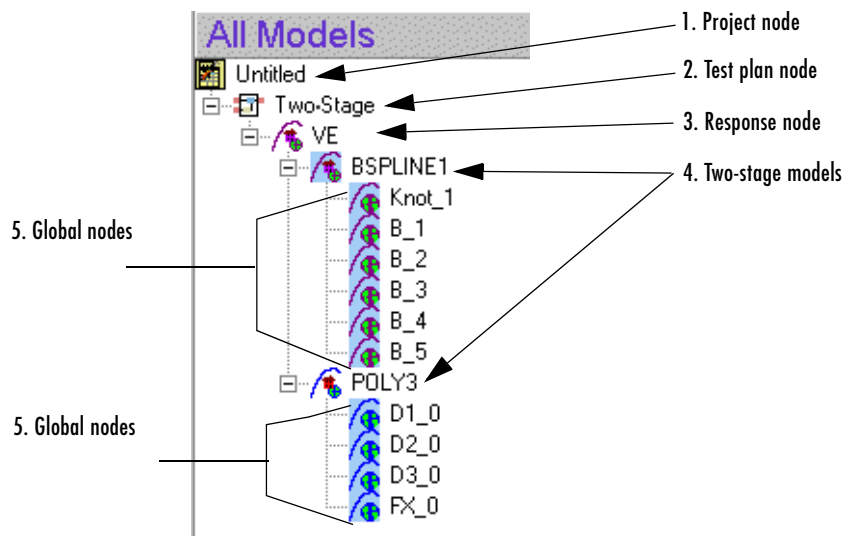 All Models
1. Project node
Untitled
2. Test plan node
Two-Stage
3. Response node
VE
4. Two-stage models
BSPLINE1
Knot_1
5. Global nodes
B_1
B_2
B_3
B_4
B_5
POLY3
5. Global nodes
D1_0
D2_0
D3_0
FX_0